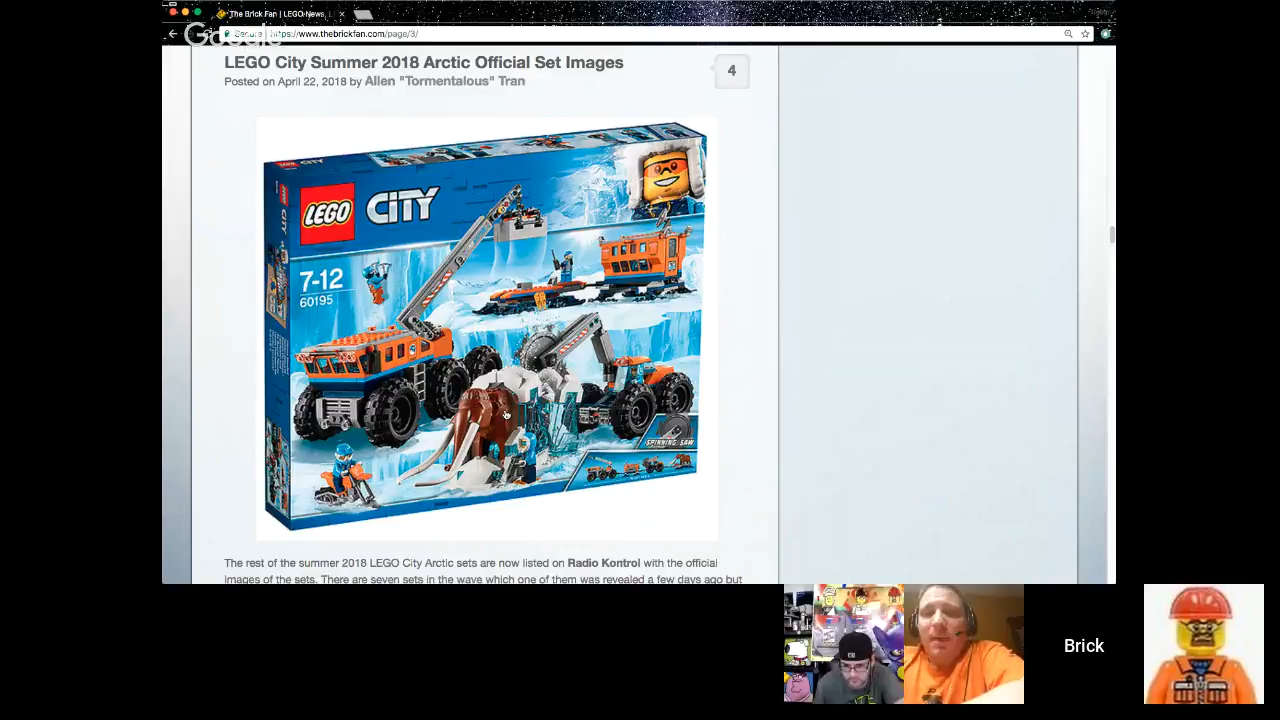 The Brick Fan | LEGO News,
Google
Secure
https://www.thebrickfan.com/page/3/
LEGO City Summer 2018 Arctic Official Set Images
4
Posted on April 22, 2018 by Allen "Tormentalous" Tran
LEGO CITY
LEGO
CITY
7-12
60195
SPINNING SAW
The rest of the summer 2018 LEGO City Arctic sets are now listed on Radio Kontrol with the official
images of the sets. There are seven sets in the wave which one of them was revealed a few days ago but
Brick